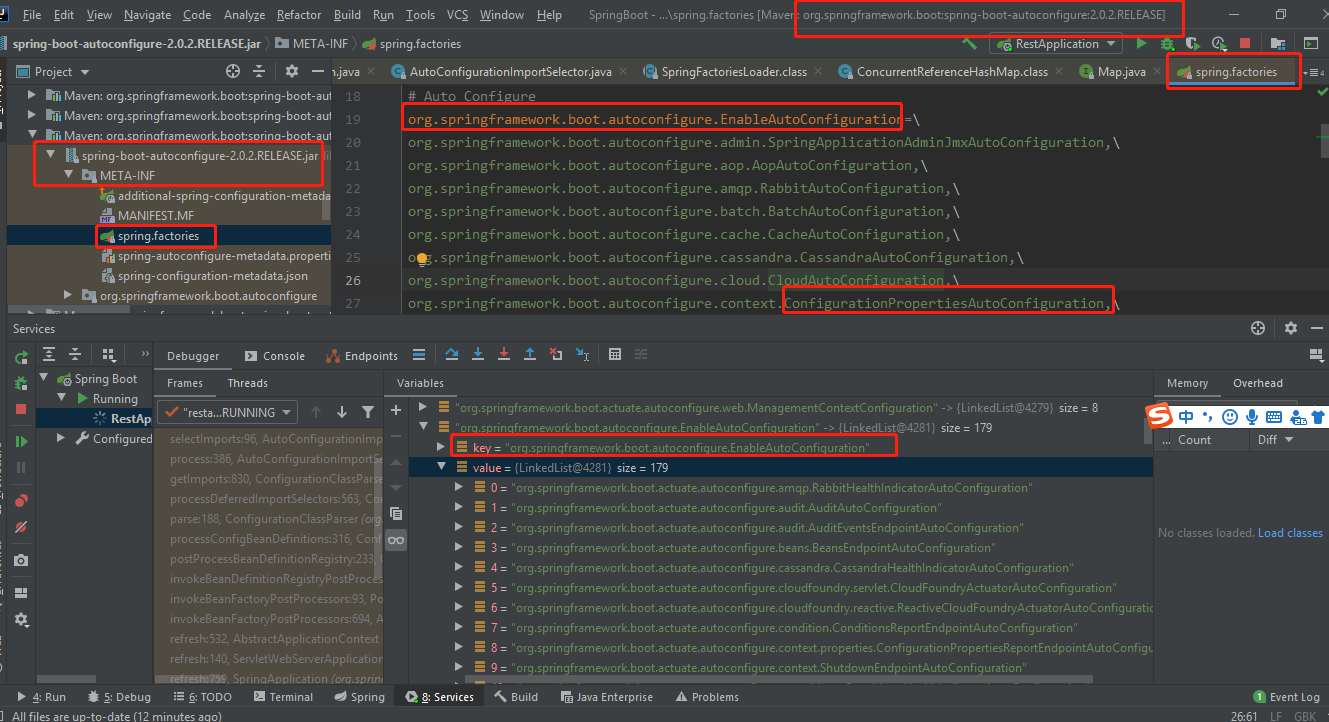 File Edit View Navigate Code Analyze Refactor Build Run Tools VCS Window Help SpringBoot - ...\spring.factories [Maven: org.springframework.boot:spring-boot-autoconfigure:2.0.2.RELEASE]
spring-boot-autoconfigure-2.0.2.RELEASE.jar META-INF spring.factories RestApplication
Project
n.java AutoConfigurationImportSelector.java SpringFactoriesLoader.class ConcurrentReferenceHashMap.class Map.java spring.factories 4
Maven: org.springframework.boot:spring-boot-aut
Maven: org.springframework.boot:spring-boot-aut
Maven: org.springframework.boot:spring-boot-aut
spring-boot-autoconfigure-2.0.2.RELEASE.jar
META-INF
additional-spring-configuration-metada
MANIFEST.MF
spring.factories
spring-autoconfigure-metadata.properti
spring-configuration-metadata.json
org.springframework.boot.autoconfigure
18 # Auto Configure
19 org.springframework.boot.autoconfigure.EnableAutoConfiguration=\
20 org.springframework.boot.autoconfigure.admin.SpringApplicationAdminJmxAutoConfiguration,\
21 org.springframework.boot.autoconfigure.aop.AopAutoConfiguration,\
22 org.springframework.boot.autoconfigure.amqp.RabbitAutoConfiguration,\
23 org.springframework.boot.autoconfigure.batch.BatchAutoConfiguration,\
24 org.springframework.boot.autoconfigure.cache.CacheAutoConfiguration,\
25 org.springframework.boot.autoconfigure.cassandra.CassandraAutoConfiguration,\
26 org.springframework.boot.autoconfigure.cloud.CloudAutoConfiguration,\
27 org.springframework.boot.autoconfigure.context.ConfigurationPropertiesAutoConfiguration,\
Services
Debugger Console Endpoints
Spring Boot
Running
RestAp
Configured
Frames Threads
"resta...RUNNING
selectImports:96, AutoConfigurationImp
process:386, AutoConfigurationImportSe
getImports:830, ConfigurationClassPars
processDeferredImportSelectors:563, Co
parse:188, ConfigurationClassParser (org
processConfigBeanDefinitions:316, Conf
postProcessBeanDefinitionRegistry:233, C
invokeBeanDefinitionRegistryPostProces
invokeBeanFactoryPostProcessors:93, Po
invokeBeanFactoryPostProcessors:694, A
refresh:532, AbstractApplicationContext
refresh:140, ServletWebServerApplication
refresh:759, SpringApplication (org.sprin
Variables
"org.springframework.boot.actuate.autoconfigure.web.ManagementContextConfiguration" -> {LinkedList@4279} size = 8
"org.springframework.boot.autoconfigure.EnableAutoConfiguration" -> {LinkedList@4281} size = 179
key = "org.springframework.boot.autoconfigure.EnableAutoConfiguration"
value = {LinkedList@4281} size = 179
0 = "org.springframework.boot.actuate.autoconfigure.amqp.RabbitHealthIndicatorAutoConfiguration"
1 = "org.springframework.boot.actuate.autoconfigure.audit.AuditAutoConfiguration"
2 = "org.springframework.boot.actuate.autoconfigure.audit.AuditEventsEndpointAutoConfiguration"
3 = "org.springframework.boot.actuate.autoconfigure.beans.BeansEndpointAutoConfiguration"
4 = "org.springframework.boot.actuate.autoconfigure.cassandra.CassandraHealthIndicatorAutoConfiguration"
5 = "org.springframework.boot.actuate.autoconfigure.cloudfoundry.servlet.CloudFoundryActuatorAutoConfiguration"
6 = "org.springframework.boot.actuate.autoconfigure.cloudfoundry.reactive.ReactiveCloudFoundryActuatorAutoConfiguratio
7 = "org.springframework.boot.actuate.autoconfigure.condition.ConditionsReportEndpointAutoConfiguration"
8 = "org.springframework.boot.actuate.autoconfigure.context.properties.ConfigurationPropertiesReportEndpointAutoConfigu
9 = "org.springframework.boot.actuate.autoconfigure.context.ShutdownEndpointAutoConfiguration"
Memory Overhead
中
... Count Diff
No classes loaded. Load classes
4: Run 5: Debug 6: TODO Terminal Spring 8: Services Build Java Enterprise Problems 1 Event Log
All files are up-to-date (12 minutes ago) 26:61 LF GBK